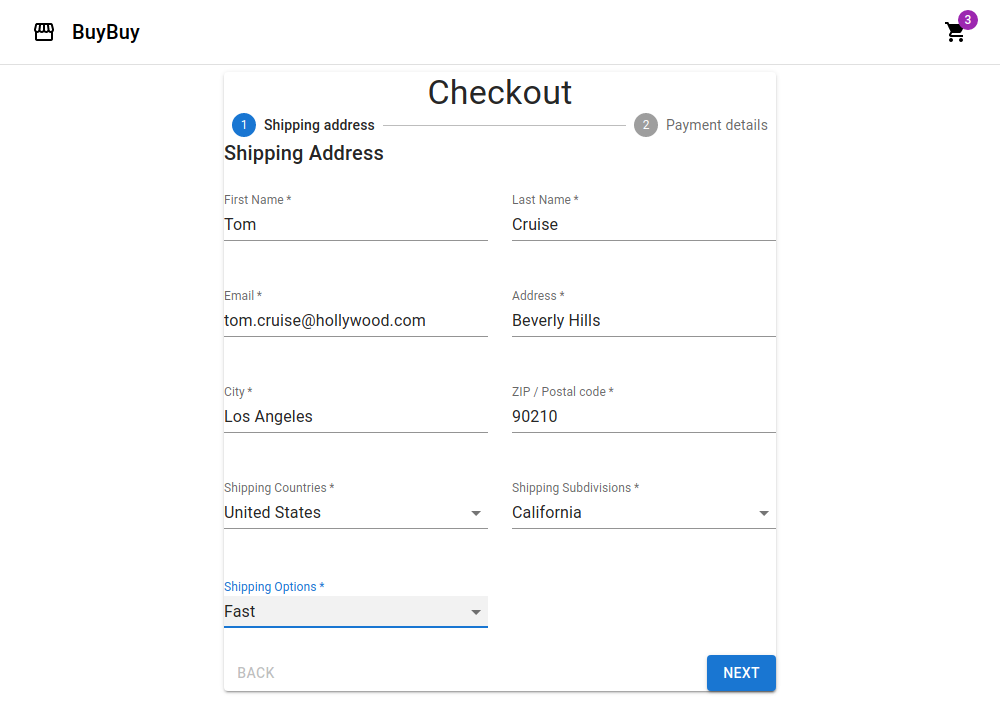 BuyBuy
3
Checkout
1 Shipping address 2 Payment details
Shipping Address
First Name * Last Name *
Tom Cruise
Email * Address *
tom.cruise@hollywood.com Beverly Hills
City * ZIP / Postal code *
Los Angeles 90210
Shipping Countries * Shipping Subdivisions *
United States California
Shipping Options *
Fast
BACK NEXT